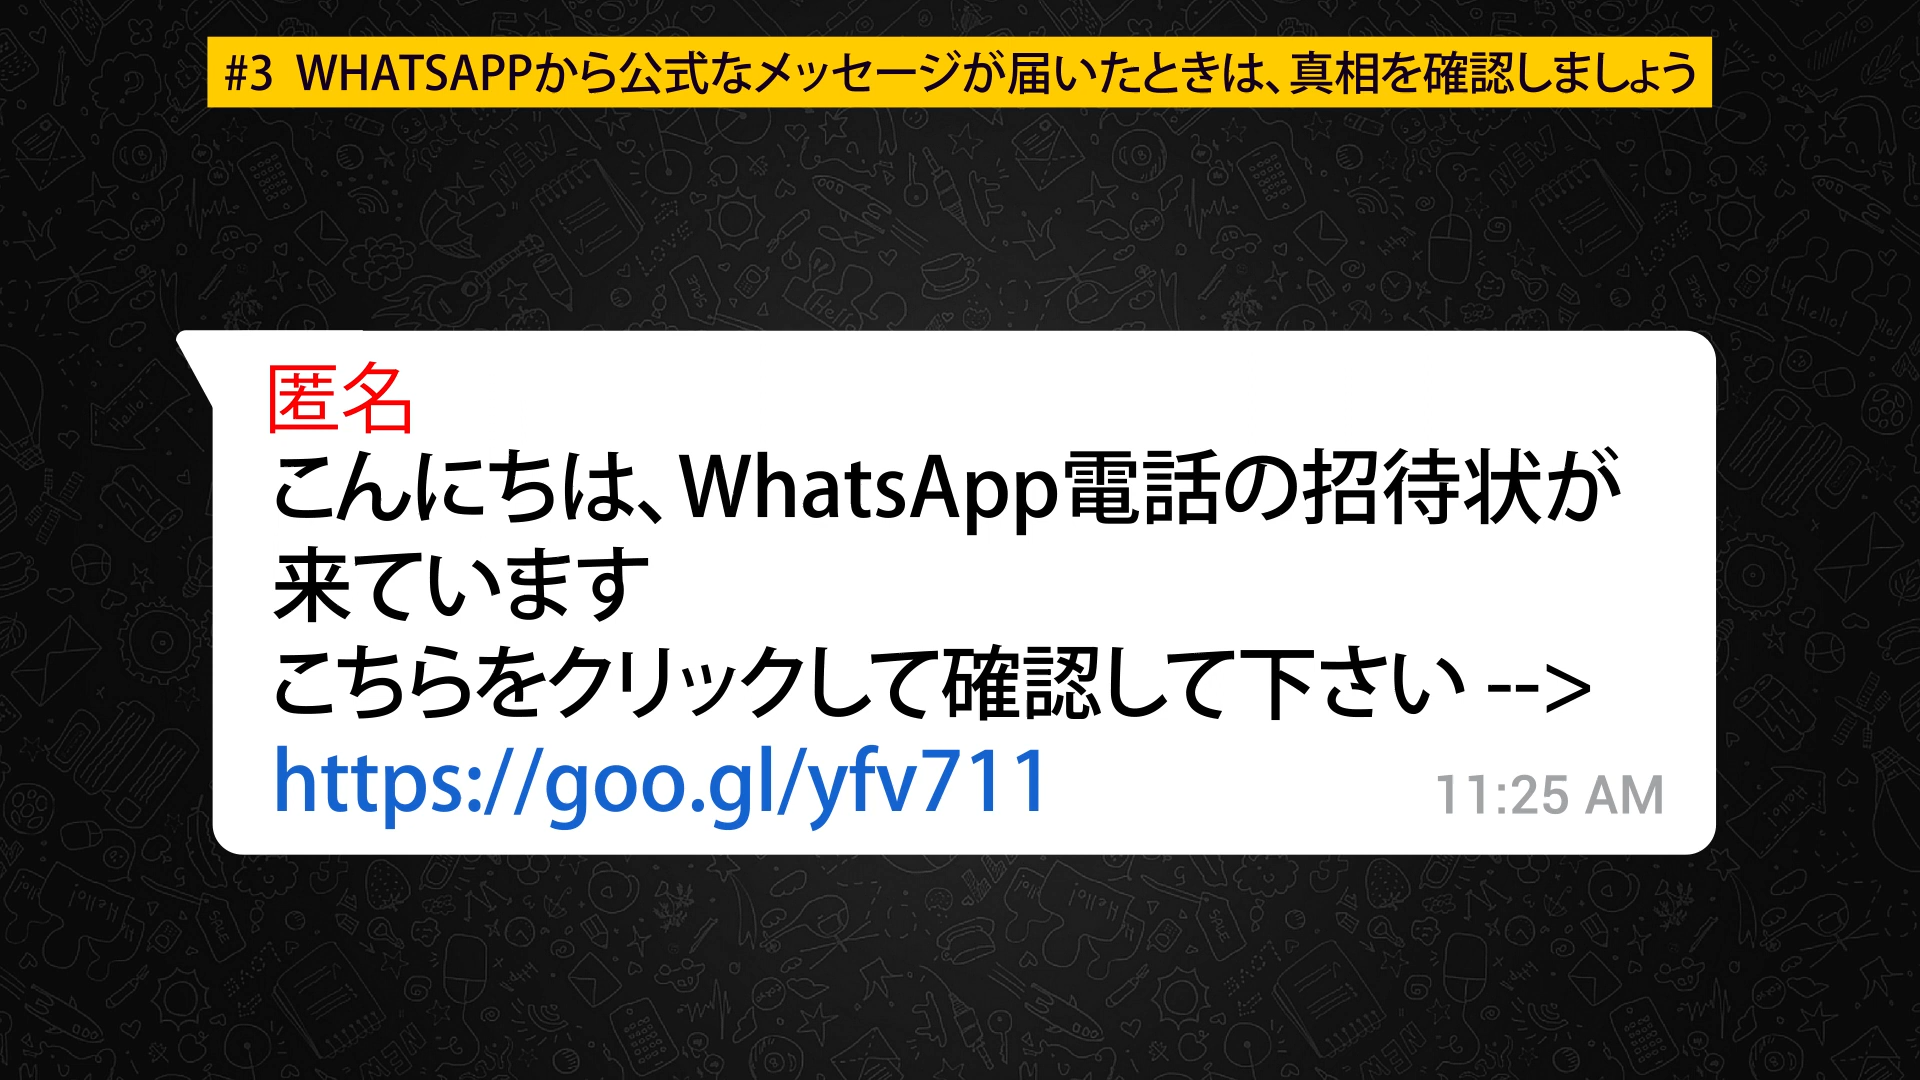 #3 WHATSAPPから公式なメッセージが届いたときは、真相を確認しましょう
匿名
こんにちは、WhatsApp電話の招待状が
来ています
こちらをクリックして確認して下さい -->
https://goo.gl/yfv711
11:25 AM